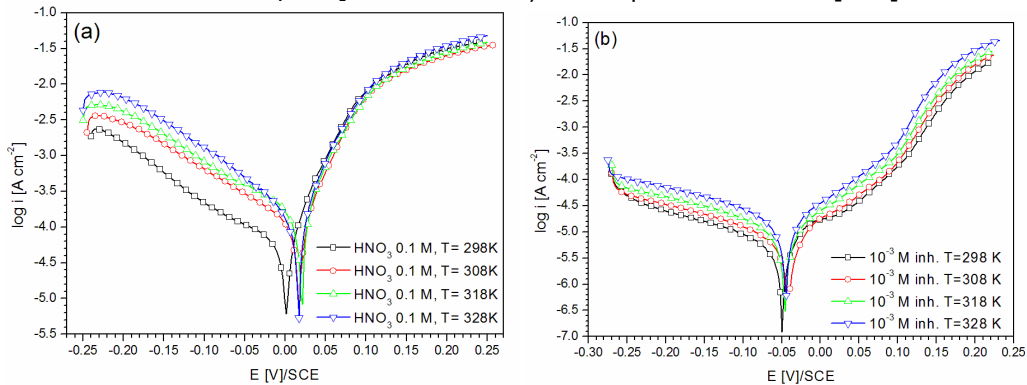 (a)
-1.0
-1.5
-2.0
-2.5
-3.0
-3.5
-4.0
-4.5
-5.0
-5.5
log i [A cm⁻²]
HNO₃ 0.1 M, T= 298K
HNO₃ 0.1 M, T= 308K
HNO₃ 0.1 M, T= 318K
HNO₃ 0.1 M, T= 328K
-0.25 -0.20 -0.15 -0.10 -0.05 0.00 0.05 0.10 0.15 0.20 0.25
E [V]/SCE
(b)
-1.0
-1.5
-2.0
-2.5
-3.0
-3.5
-4.0
-4.5
-5.0
-5.5
-6.0
-6.5
-7.0
log i [A cm⁻²]
10⁻³ M inh. T=298 K
10⁻³ M inh. T=308 K
10⁻³ M inh. T=318 K
10⁻³ M inh. T=328 K
-0.30 -0.25 -0.20 -0.15 -0.10 -0.05 0.00 0.05 0.10 0.15 0.20 0.25
E [V]/SCE